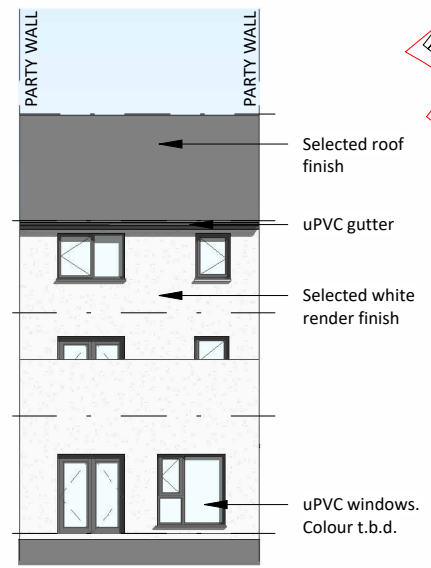 PARTY WALL
PARTY WALL
Selected roof
finish
uPVC gutter
Selected white
render finish
uPVC windows.
Colour t.b.d.